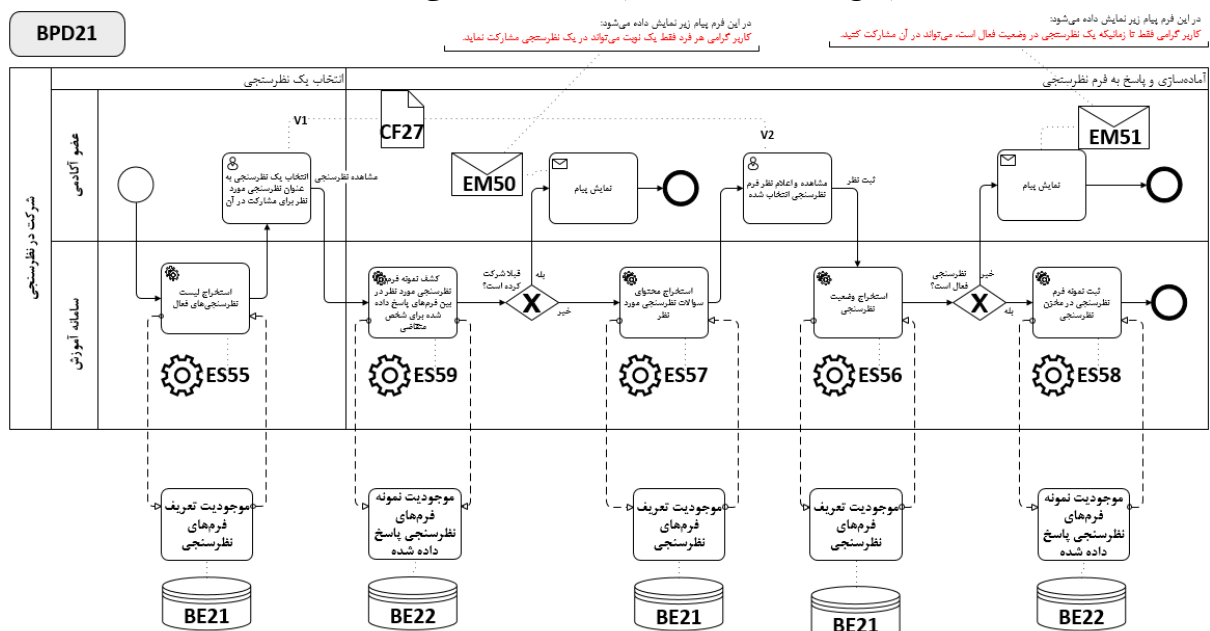 BPD21
در این فرم پیام زیر نمایش داده می‌شود:
کاربر گرامی فقط تا زمانیکه یک نظرسنجی در وضعیت فعال است، می‌تواند در آن مشارکت کنید.
در این فرم پیام زیر نمایش داده می‌شود:
کاربر گرامی هر فرد فقط یک نوبت می‌تواند در یک نظرسنجی مشارکت نماید.
انتخاب یک نظرسنجی
آماده‌سازی و پاسخ به فرم نظرسنجی
شرکت در نظرسنجی
عضو آکادمی
سامانه آموزش
V1
CF27
V2
EM50
EM51
انتخاب یک نظرسنجی به
عنوان نظرسنجی مورد
نظر برای مشارکت در آن
مشاهده نظرسنجی
نمایش پیام
مشاهده و اعلام نظر فرم
نظرسنجی انتخاب شده
ثبت نظر
نمایش پیام
استخراج لیست
نظرسنجی‌های فعال
کشف نمونه فرم
نظرسنجی مورد نظر در
بین فرم‌های پاسخ داده
شده برای شخص
متقاضی
قبلا شرکت
کرده است؟
بله
خیر
X
استخراج محتوای
سوالات نظرسنجی مورد
نظر
استخراج وضعیت
نظرسنجی
نظرسنجی
فعال است؟
خیر
بله
X
ثبت نمونه فرم
نظرسنجی در مخزن
نظرسنجی
ES55
ES59
ES57
ES56
ES58
موجودیت تعریف
فرم‌های
نظرسنجی
موجودیت نمونه
فرم‌های
نظرسنجی پاسخ
داده شده
موجودیت تعریف
فرم‌های
نظرسنجی
موجودیت تعریف
فرم‌های
نظرسنجی
موجودیت نمونه
فرم‌های
نظرسنجی پاسخ
داده شده
BE21
BE22
BE21
BE21
BE22